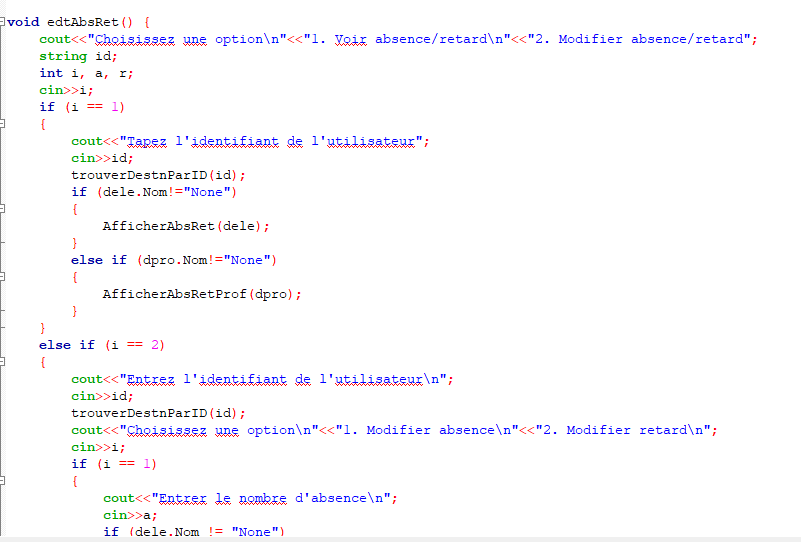 void edtAbsRet() {
cout<<"Choisissez une option\n"<<"1. Voir absence/retard\n"<<"2. Modifier absence/retard";
string id;
int i, a, r;
cin>>i;
if (i == 1)
{
cout<<"Tapez l'identifiant de l'utilisateur";
cin>>id;
trouverDestnParID(id);
if (dele.Nom!="None")
{
AfficherAbsRet(dele);
}
else if (dpro.Nom!="None")
{
AfficherAbsRetProf(dpro);
}
}
else if (i == 2)
{
cout<<"Entrez l'identifiant de l'utilisateur\n";
cin>>id;
trouverDestnParID(id);
cout<<"Choisissez une option\n"<<"1. Modifier absence\n"<<"2. Modifier retard\n";
cin>>i;
if (i == 1)
{
cout<<"Entrer le nombre d'absence\n";
cin>>a;
if (dele.Nom != "None")